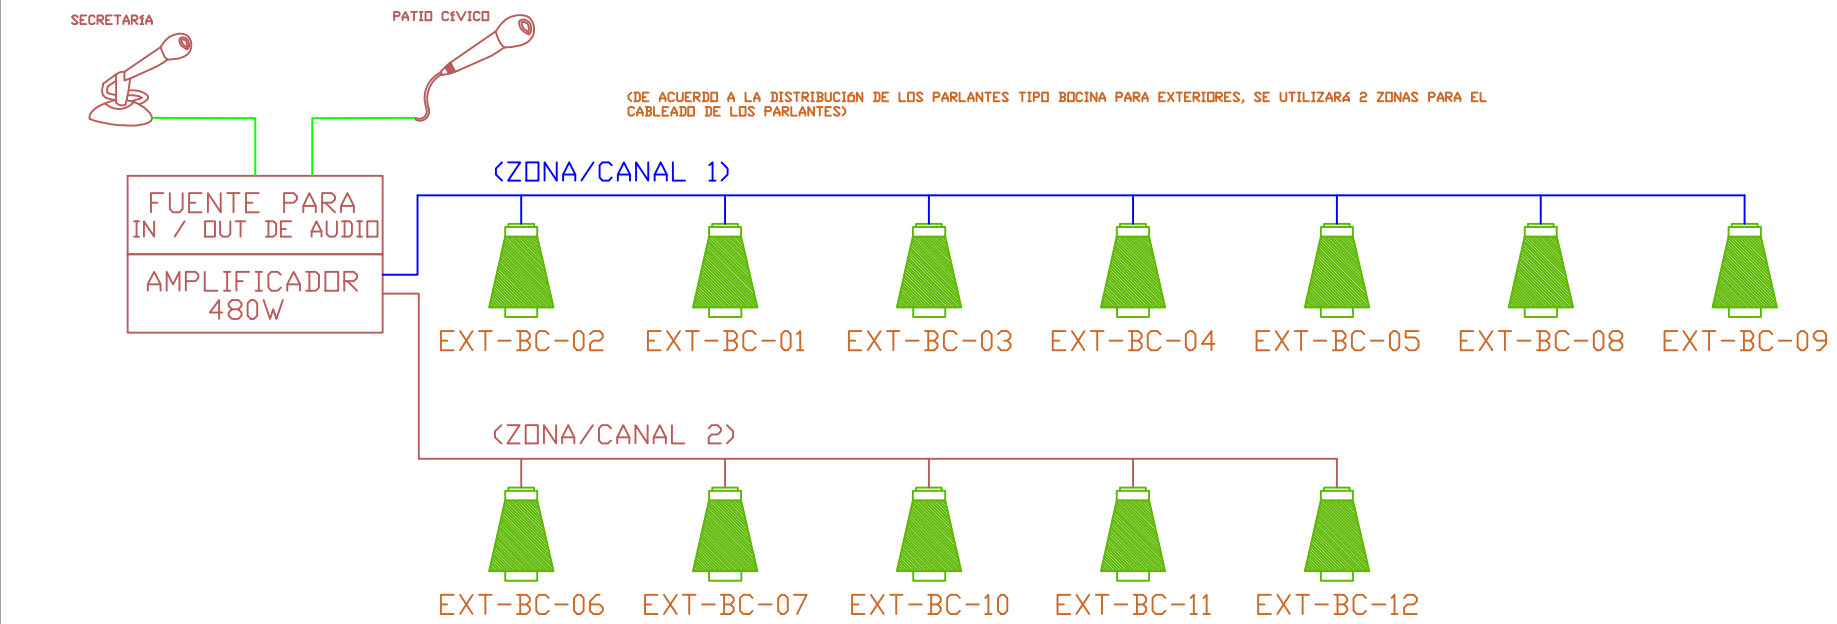 SECRETARÍA
PATIO CÍVICO
(DE ACUERDO A LA DISTRIBUCIÓN DE LOS PARLANTES TIPO BOCINA PARA EXTERIORES, SE UTILIZARÁ 2 ZONAS PARA EL
CABLEADO DE LOS PARLANTES)
(ZONA/CANAL 1)
FUENTE PARA
IN / OUT DE AUDIO
AMPLIFICADOR
480W
EXT-BC-02
EXT-BC-01
EXT-BC-03
EXT-BC-04
EXT-BC-05
EXT-BC-08
EXT-BC-09
(ZONA/CANAL 2)
EXT-BC-06
EXT-BC-07
EXT-BC-10
EXT-BC-11
EXT-BC-12